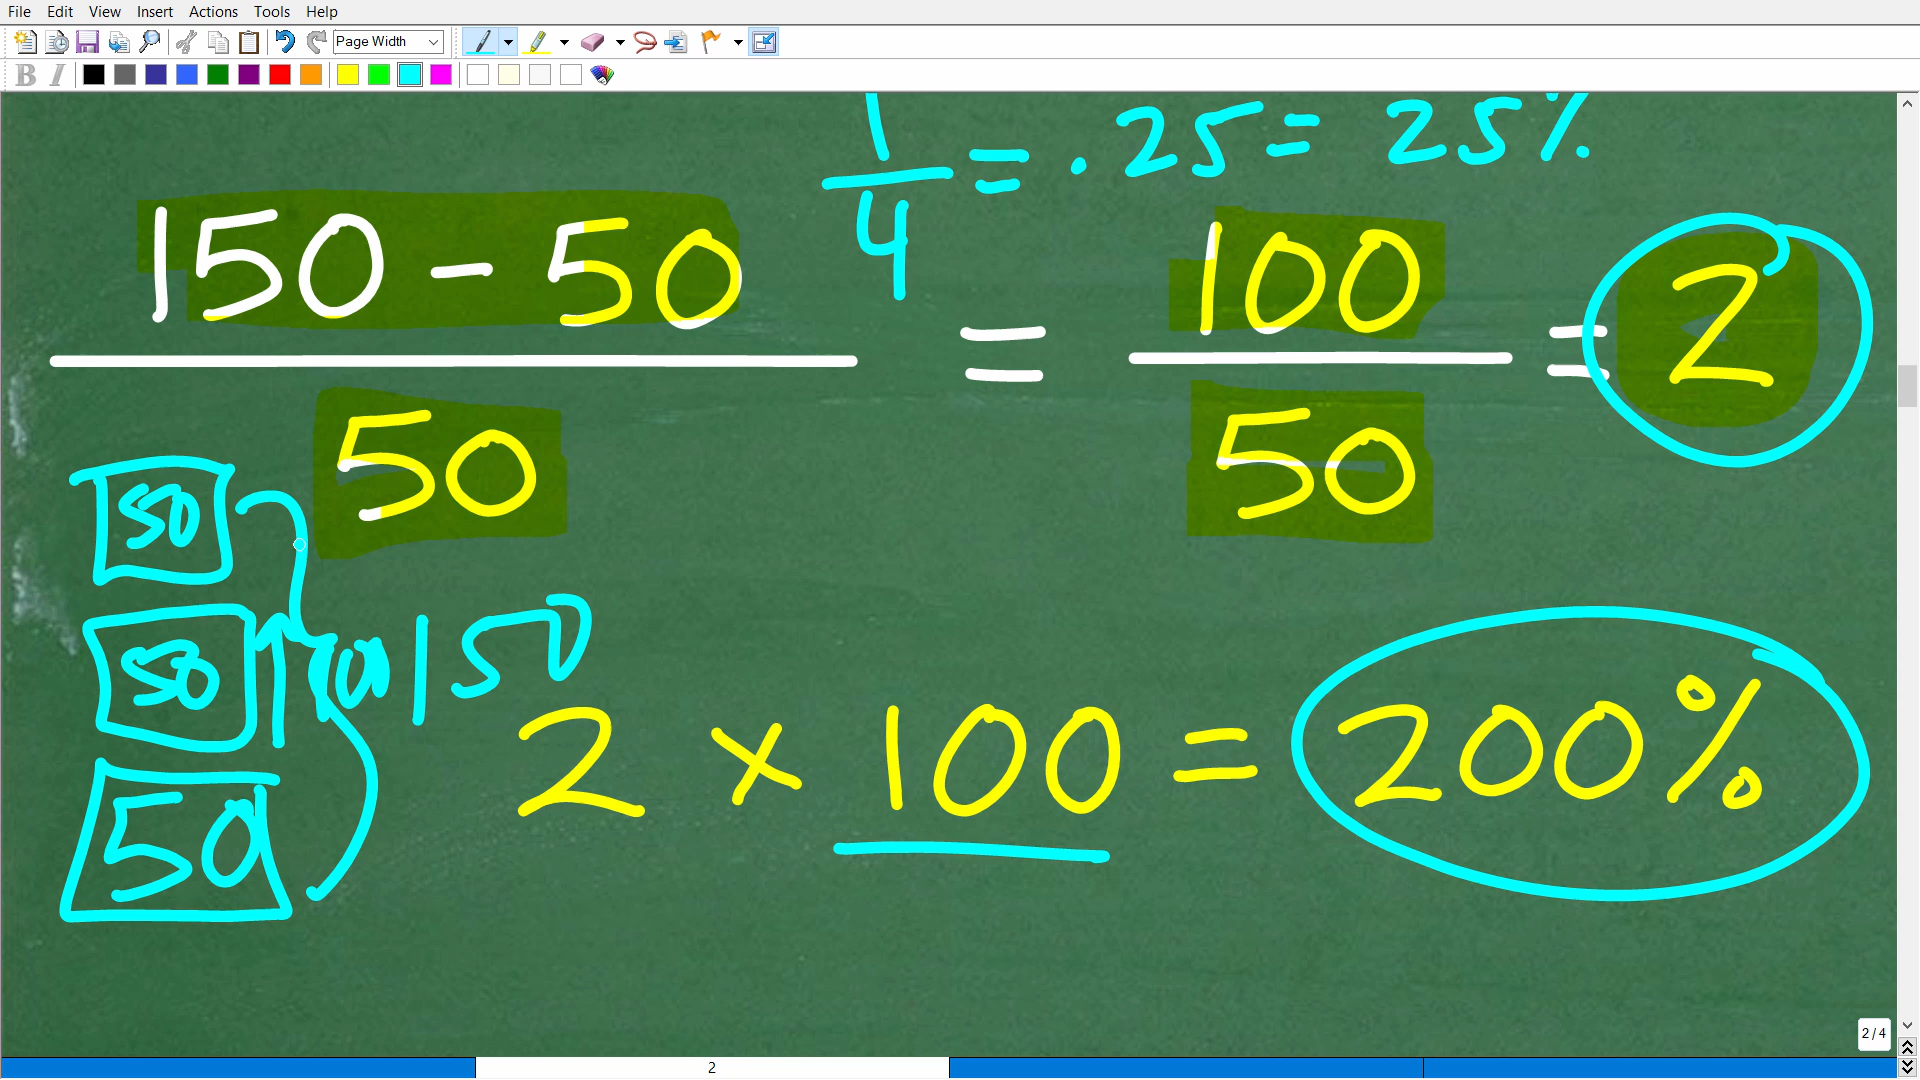 File Edit View Insert Actions Tools Help
Page Width
B I
1/4 = .25 = 25%
150 - 50 / 50 = 100 / 50 = 2
50
50 100 150
50
2 x 100 = 200%
2 / 4
2